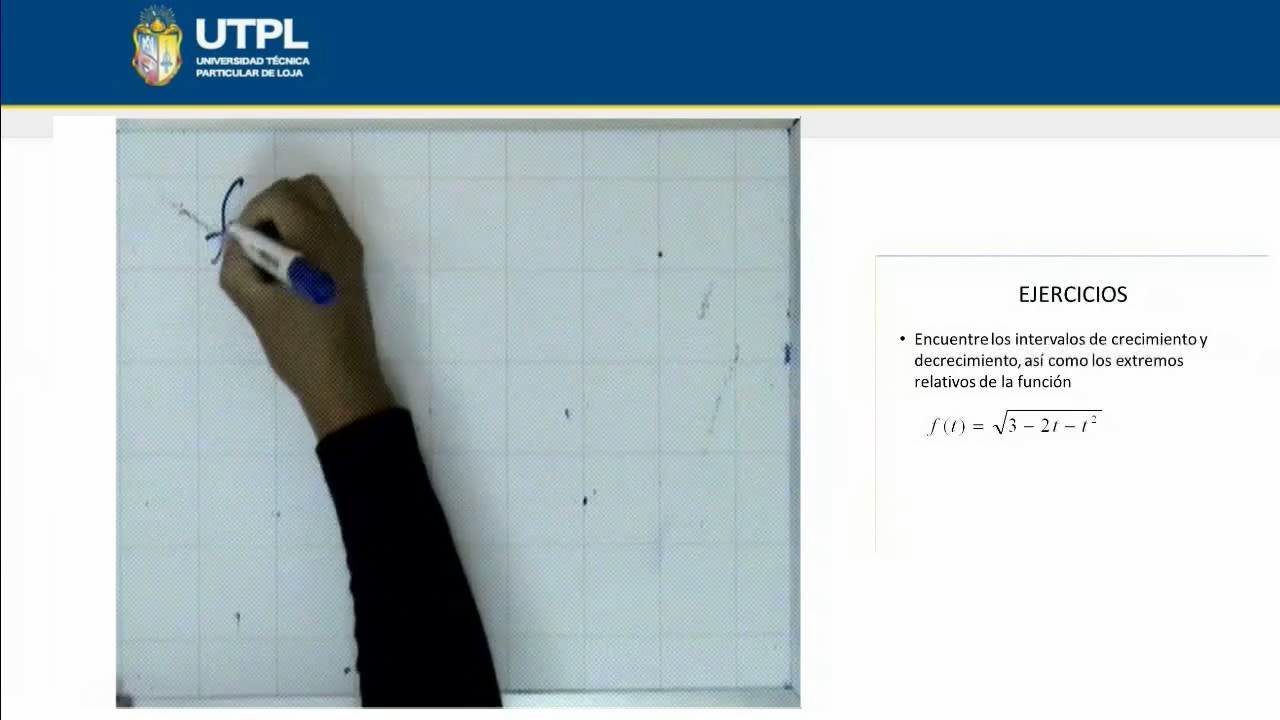 UTPL
UNIVERSIDAD TÉCNICA
PARTICULAR DE LOJA
f
EJERCICIOS
• Encuentre los intervalos de crecimiento y
decrecimiento, así como los extremos
relativos de la función
f(t) = √(3 − 2t − t²)